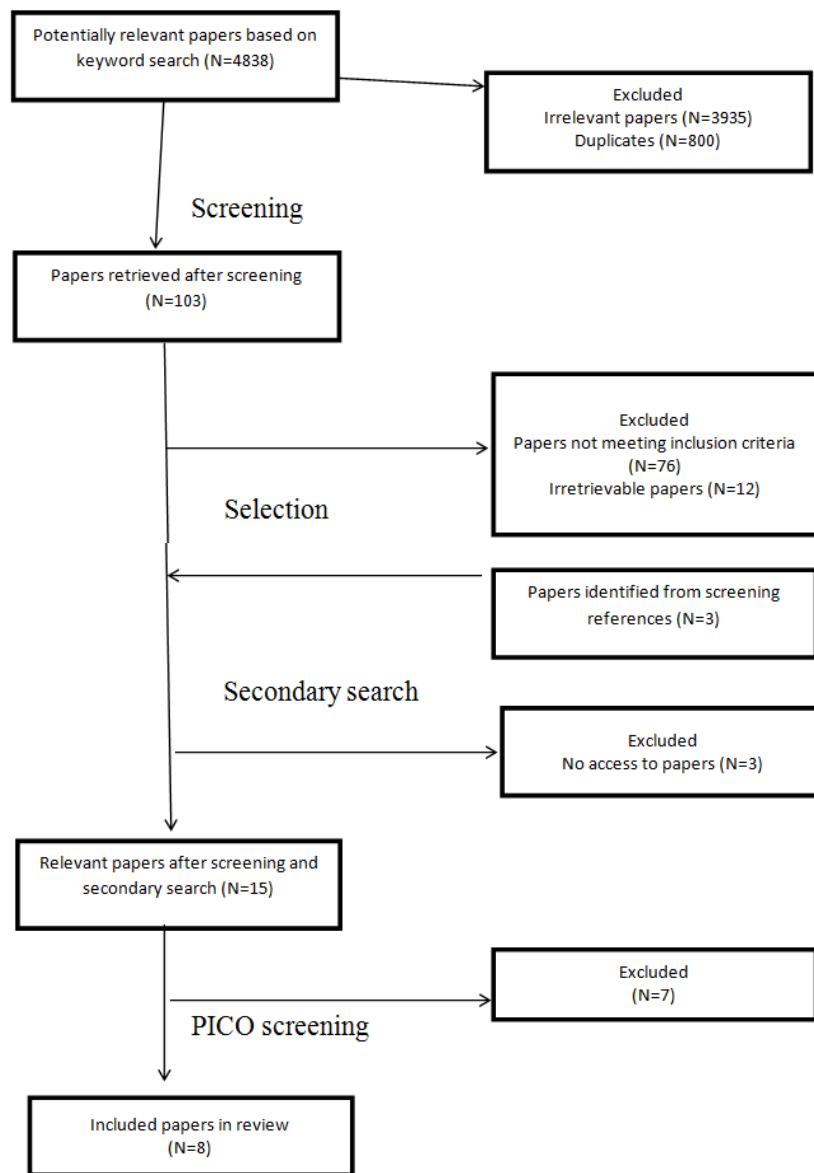 Potentially relevant papers based on
keyword search (N=4838)
Excluded
Irrelevant papers (N=3935)
Duplicates (N=800)
Screening
Papers retrieved after screening
(N=103)
Excluded
Papers not meeting inclusion criteria
(N=76)
Irretrievable papers (N=12)
Selection
Papers identified from screening
references (N=3)
Secondary search
Excluded
No access to papers (N=3)
Relevant papers after screening and
secondary search (N=15)
Excluded
(N=7)
PICO screening
Included papers in review
(N=8)